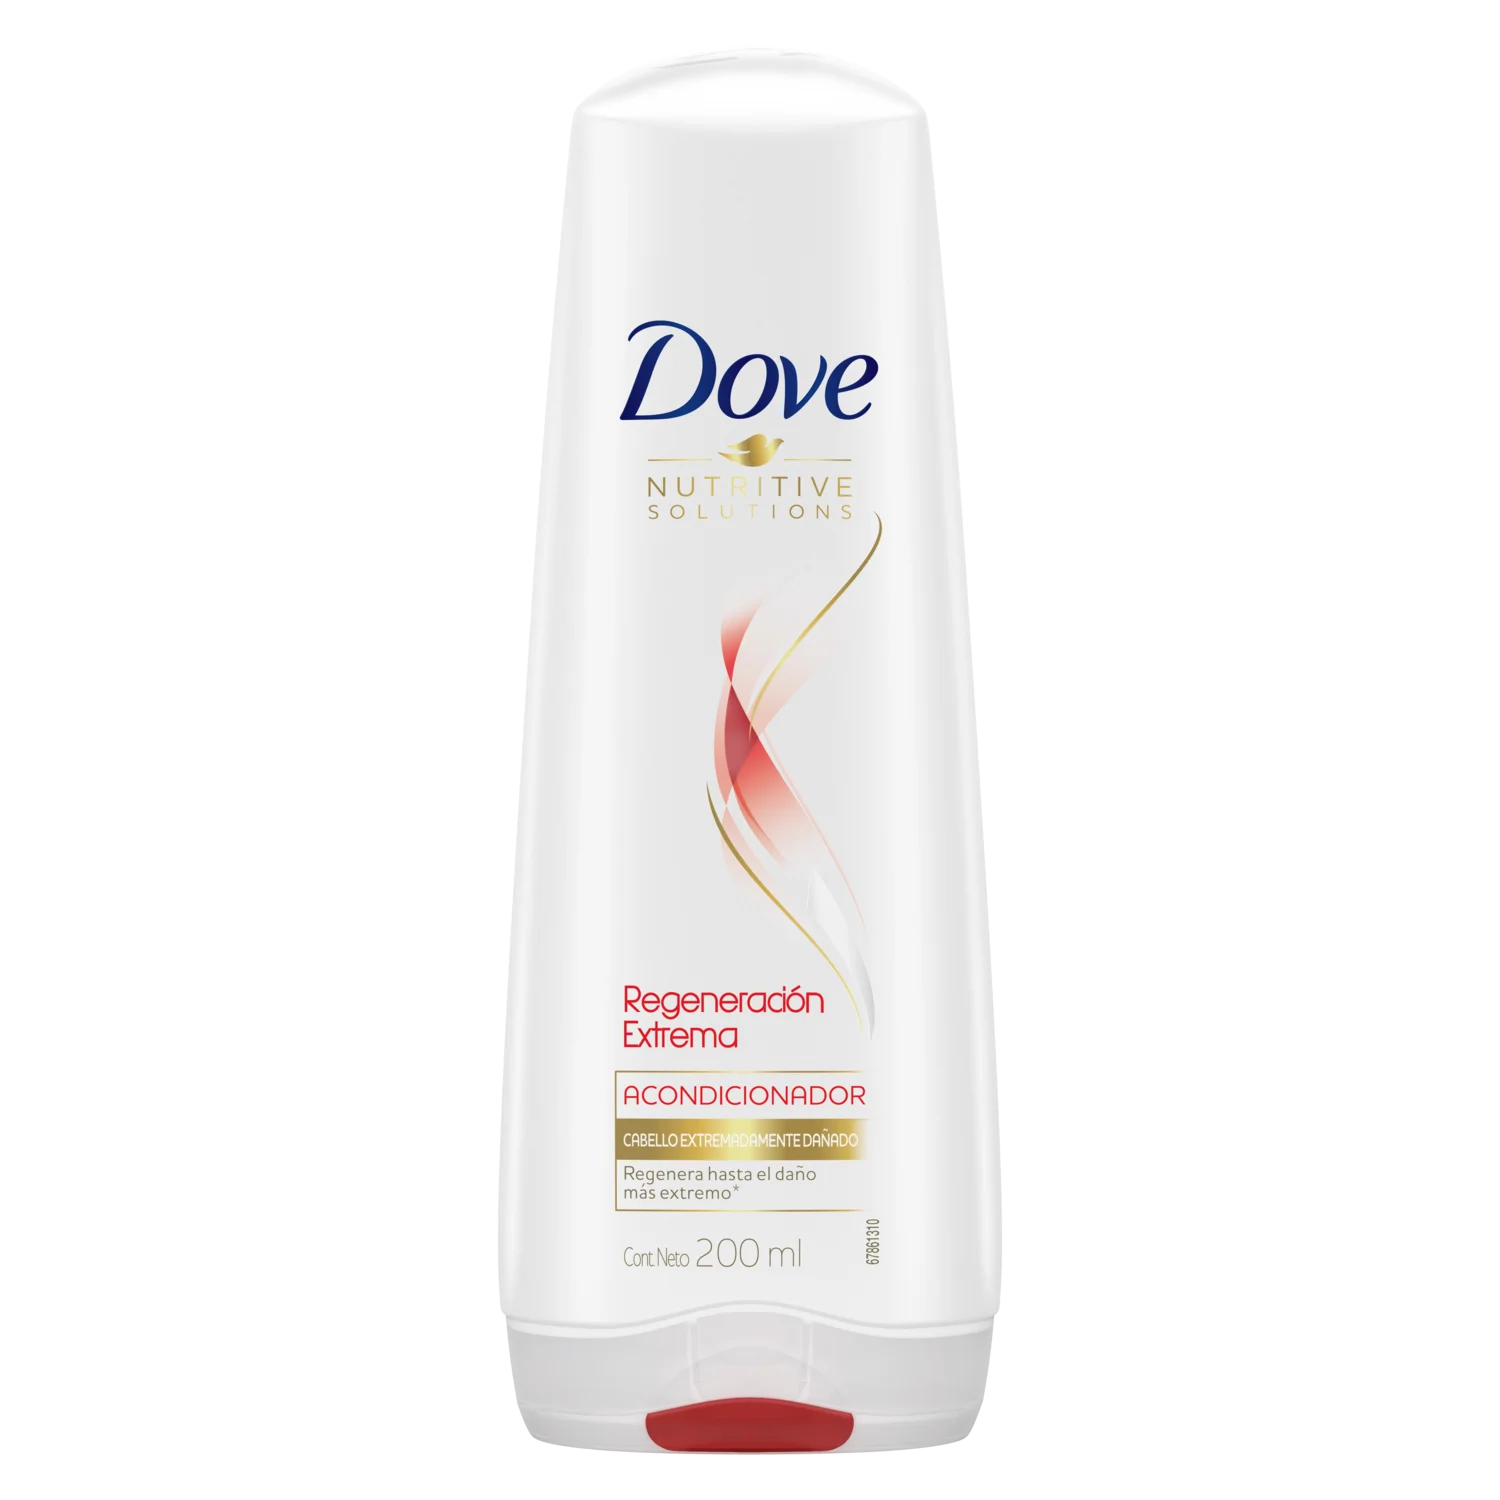 Dove
NUTRITIVE
SOLUTIONS
Regeneración
Extrema
ACONDICIONADOR
CABELLO EXTREMADAMENTE DAÑADO
Regenera hasta el daño
más extremo*
Cont. Neto 200 ml
67861310